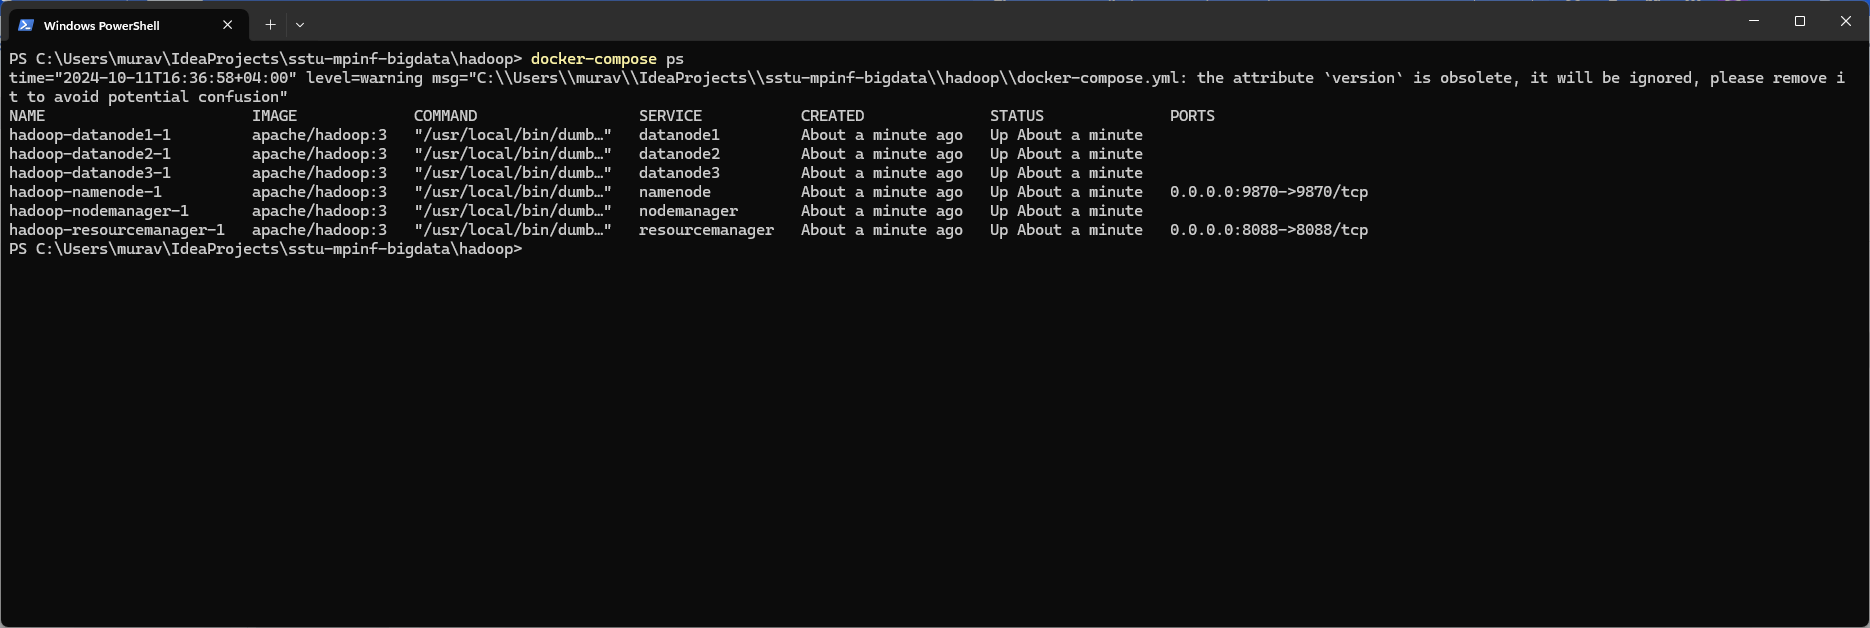 Windows PowerShell
PS C:\Users\murav\IdeaProjects\sstu-mpinf-bigdata\hadoop> docker-compose ps
time="2024-10-11T16:36:58+04:00" level=warning msg="C:\\Users\\murav\\IdeaProjects\\sstu-mpinf-bigdata\\hadoop\\docker-compose.yml: the attribute `version` is obsolete, it will be ignored, please remove i
t to avoid potential confusion"
NAME IMAGE COMMAND SERVICE CREATED STATUS PORTS
hadoop-datanode1-1 apache/hadoop:3 "/usr/local/bin/dumb…" datanode1 About a minute ago Up About a minute
hadoop-datanode2-1 apache/hadoop:3 "/usr/local/bin/dumb…" datanode2 About a minute ago Up About a minute
hadoop-datanode3-1 apache/hadoop:3 "/usr/local/bin/dumb…" datanode3 About a minute ago Up About a minute
hadoop-namenode-1 apache/hadoop:3 "/usr/local/bin/dumb…" namenode About a minute ago Up About a minute 0.0.0.0:9870->9870/tcp
hadoop-nodemanager-1 apache/hadoop:3 "/usr/local/bin/dumb…" nodemanager About a minute ago Up About a minute
hadoop-resourcemanager-1 apache/hadoop:3 "/usr/local/bin/dumb…" resourcemanager About a minute ago Up About a minute 0.0.0.0:8088->8088/tcp
PS C:\Users\murav\IdeaProjects\sstu-mpinf-bigdata\hadoop>